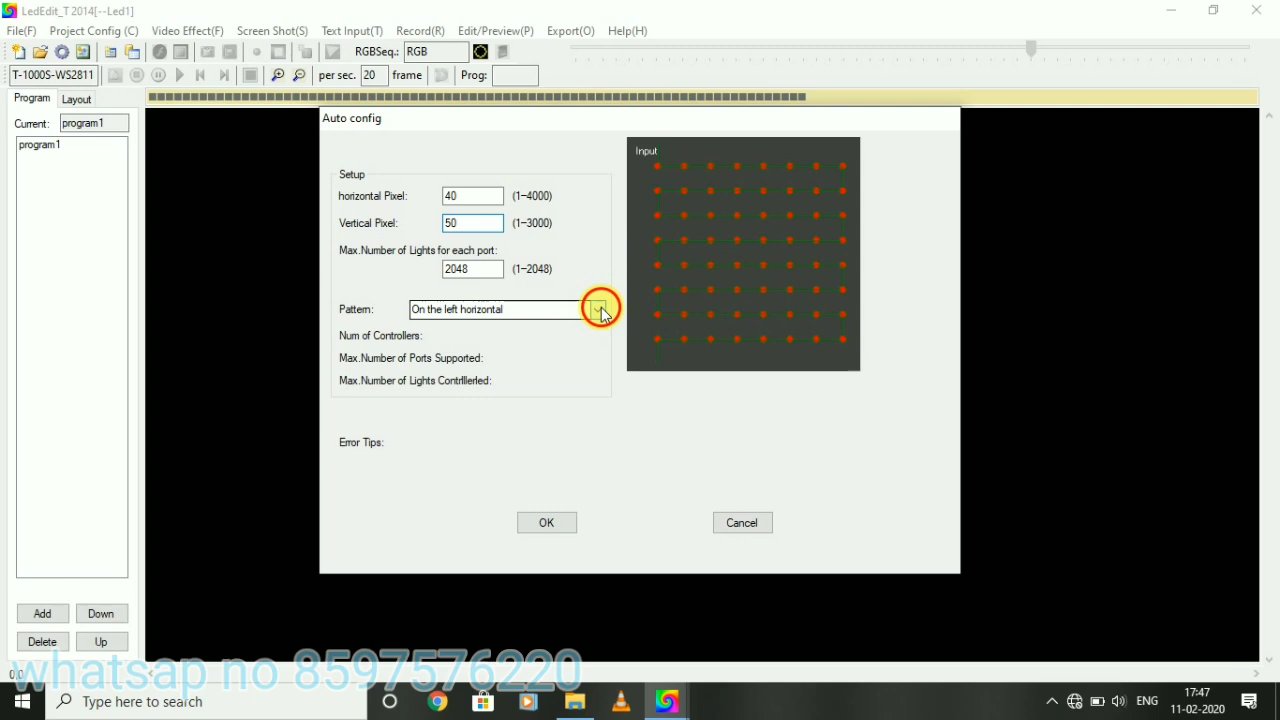 LedEdit_T 2014[--Led1]
File(F) Project Config (C) Video Effect(F) Screen Shot(S) Text Input(T) Record(R) Edit/Preview(P) Export(O) Help(H)
RGBSeq.: RGB
T-1000S-WS2811 per sec. 20 frame Prog:
Program Layout
Current: program1
program1
Auto config
Setup
horizontal Pixel: 40 (1~4000)
Vertical Pixel: 50 (1~3000)
Max.Number of Lights for each port:
2048 (1~2048)
Pattern: On the left horizontal
Num of Controllers:
Max.Number of Ports Supported:
Max.Number of Lights Contrlllerled:
Error Tips:
OK Cancel
Input
Add Down
Delete Up
whatsap no 8597576220
Type here to search
ENG
17:47
11-02-2020